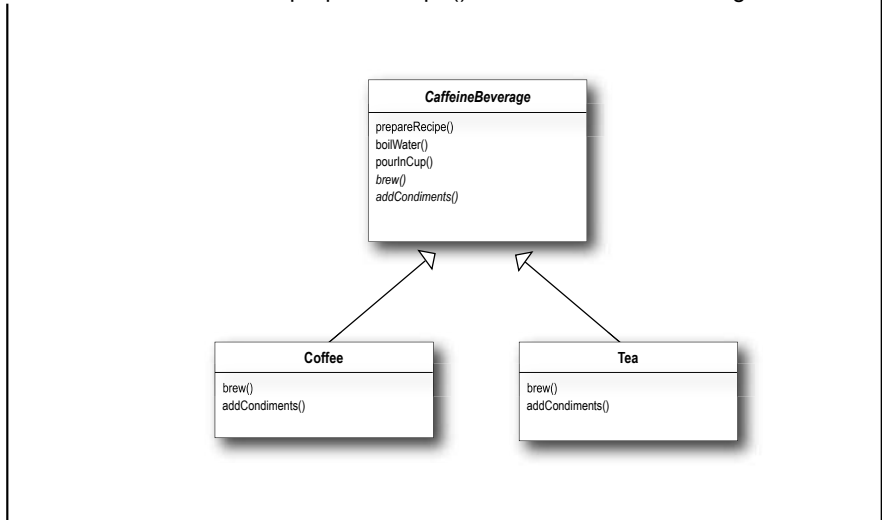 CaffeineBeverage
prepareRecipe()
boilWater()
pourInCup()
brew()
addCondiments()
Coffee
brew()
addCondiments()
Tea
brew()
addCondiments()